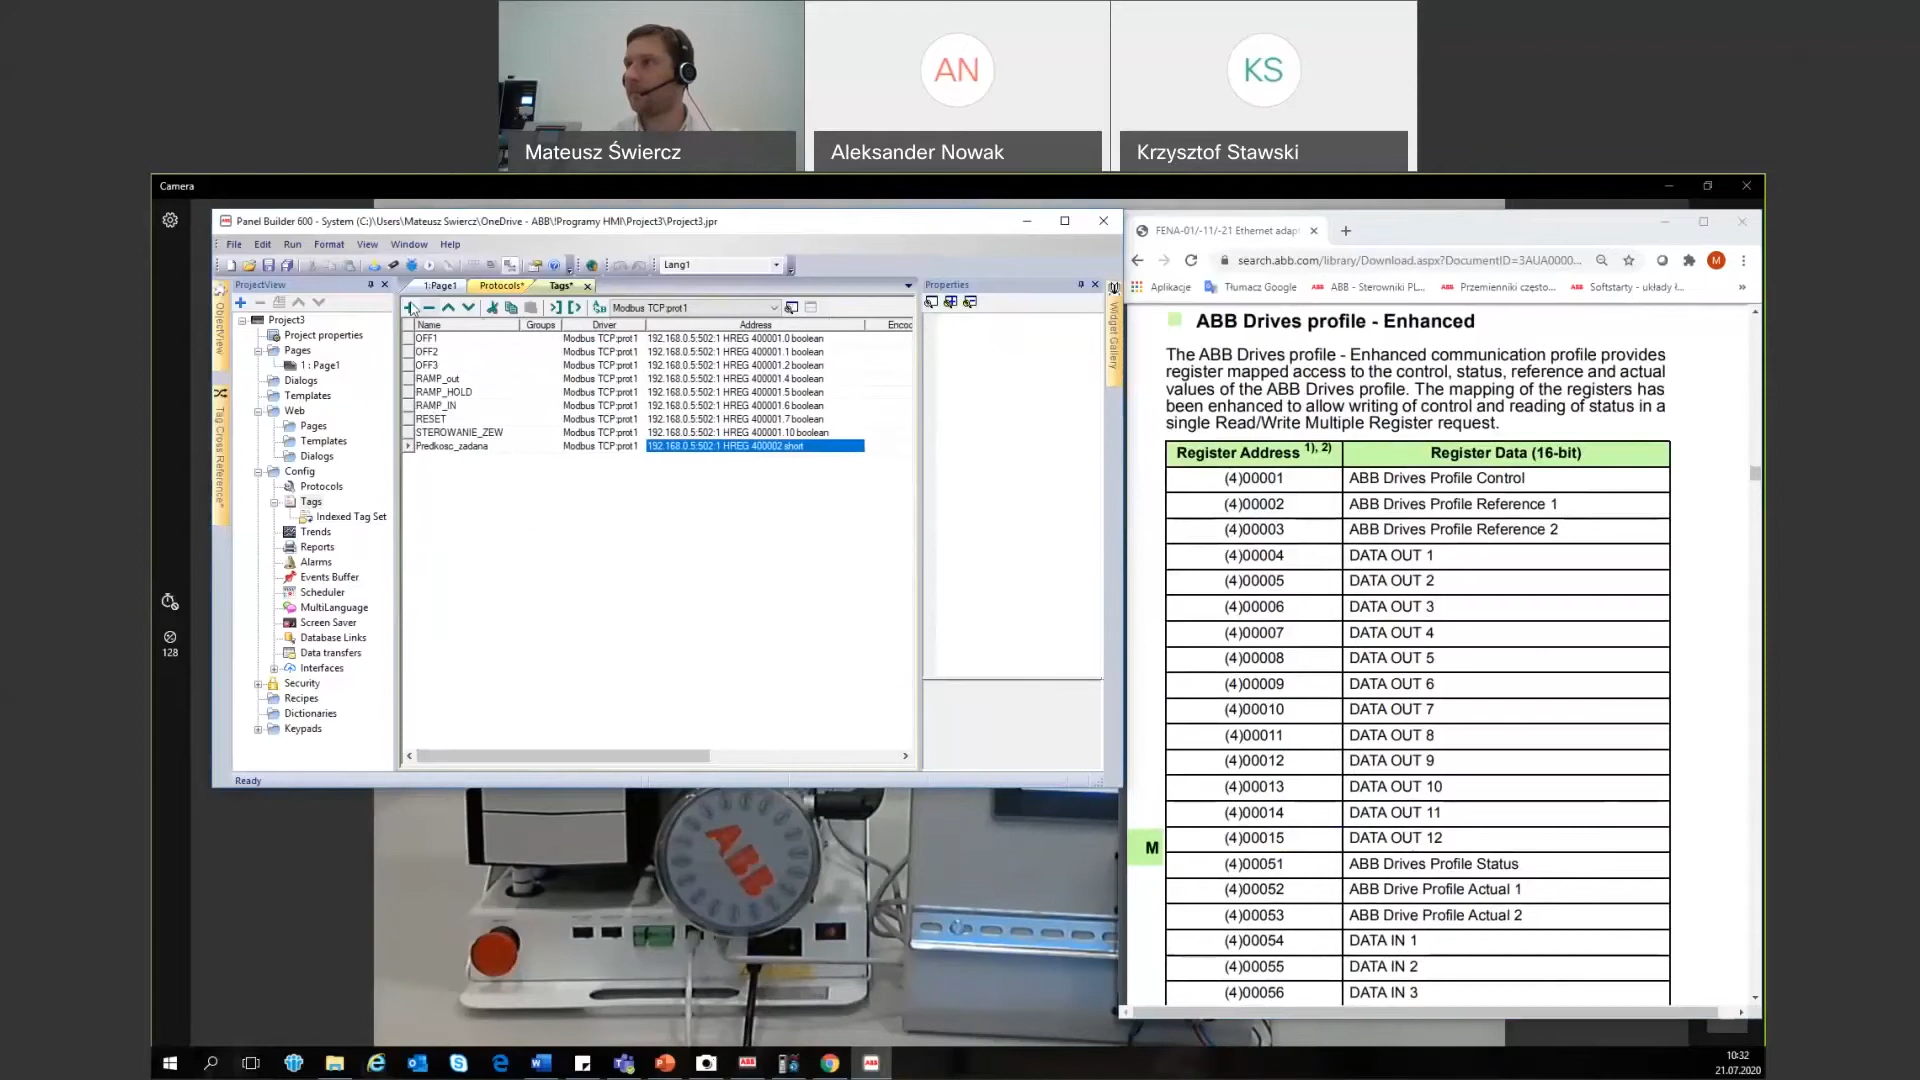 AN
KS
Mateusz Świercz
Aleksander Nowak
Krzysztof Stawski
Camera
Panel Builder 600 - System (C:)\Users\Mateusz Swiercz\OneDrive - ABB\!Programy HMI\Project3\Project3.jpr
File Edit Run Format View Window Help
Lang1
ProjectView
1:Page1 Protocols* Tags*
Modbus TCP:prot1
Name Groups Driver Address Encoc
OFF1 Modbus TCP:prot1 192.168.0.5:502:1 HREG 400001.0 boolean
OFF2 Modbus TCP:prot1 192.168.0.5:502:1 HREG 400001.1 boolean
OFF3 Modbus TCP:prot1 192.168.0.5:502:1 HREG 400001.2 boolean
RAMP_out Modbus TCP:prot1 192.168.0.5:502:1 HREG 400001.4 boolean
RAMP_HOLD Modbus TCP:prot1 192.168.0.5:502:1 HREG 400001.5 boolean
RAMP_IN Modbus TCP:prot1 192.168.0.5:502:1 HREG 400001.6 boolean
RESET Modbus TCP:prot1 192.168.0.5:502:1 HREG 400001.7 boolean
STEROWANIE_ZEW Modbus TCP:prot1 192.168.0.5:502:1 HREG 400001.10 boolean
Predkosc_zadana Modbus TCP:prot1 192.168.0.5:502:1 HREG 400002 short
ObjectView
Tag Cross Reference*
Project3
Project properties
Pages
1 : Page1
Dialogs
Templates
Web
Pages
Templates
Dialogs
Config
Protocols
Tags
Indexed Tag Set
Trends
Reports
Alarms
Events Buffer
Scheduler
MultiLanguage
Screen Saver
Database Links
Data transfers
Interfaces
Security
Recipes
Dictionaries
Keypads
Ready
Properties
Widget Gallery
128
FENA-01/-11/-21 Ethernet adapt
search.abb.com/library/Download.aspx?DocumentID=3AUA0000...
M
Aplikacje Tłumacz Google ABB - Sterowniki PL... Przemienniki często... Softstarty - układy ł...
ABB Drives profile - Enhanced
The ABB Drives profile - Enhanced communication profile provides
register mapped access to the control, status, reference and actual
values of the ABB Drives profile. The mapping of the registers has
been enhanced to allow writing of control and reading of status in a
single Read/Write Multiple Register request.
Register Address 1), 2) Register Data (16-bit)
(4)00001 ABB Drives Profile Control
(4)00002 ABB Drives Profile Reference 1
(4)00003 ABB Drives Profile Reference 2
(4)00004 DATA OUT 1
(4)00005 DATA OUT 2
(4)00006 DATA OUT 3
(4)00007 DATA OUT 4
(4)00008 DATA OUT 5
(4)00009 DATA OUT 6
(4)00010 DATA OUT 7
(4)00011 DATA OUT 8
(4)00012 DATA OUT 9
(4)00013 DATA OUT 10
(4)00014 DATA OUT 11
(4)00015 DATA OUT 12
(4)00051 ABB Drives Profile Status
(4)00052 ABB Drive Profile Actual 1
(4)00053 ABB Drive Profile Actual 2
(4)00054 DATA IN 1
(4)00055 DATA IN 2
(4)00056 DATA IN 3
M
ABB
10:32
21.07.2020